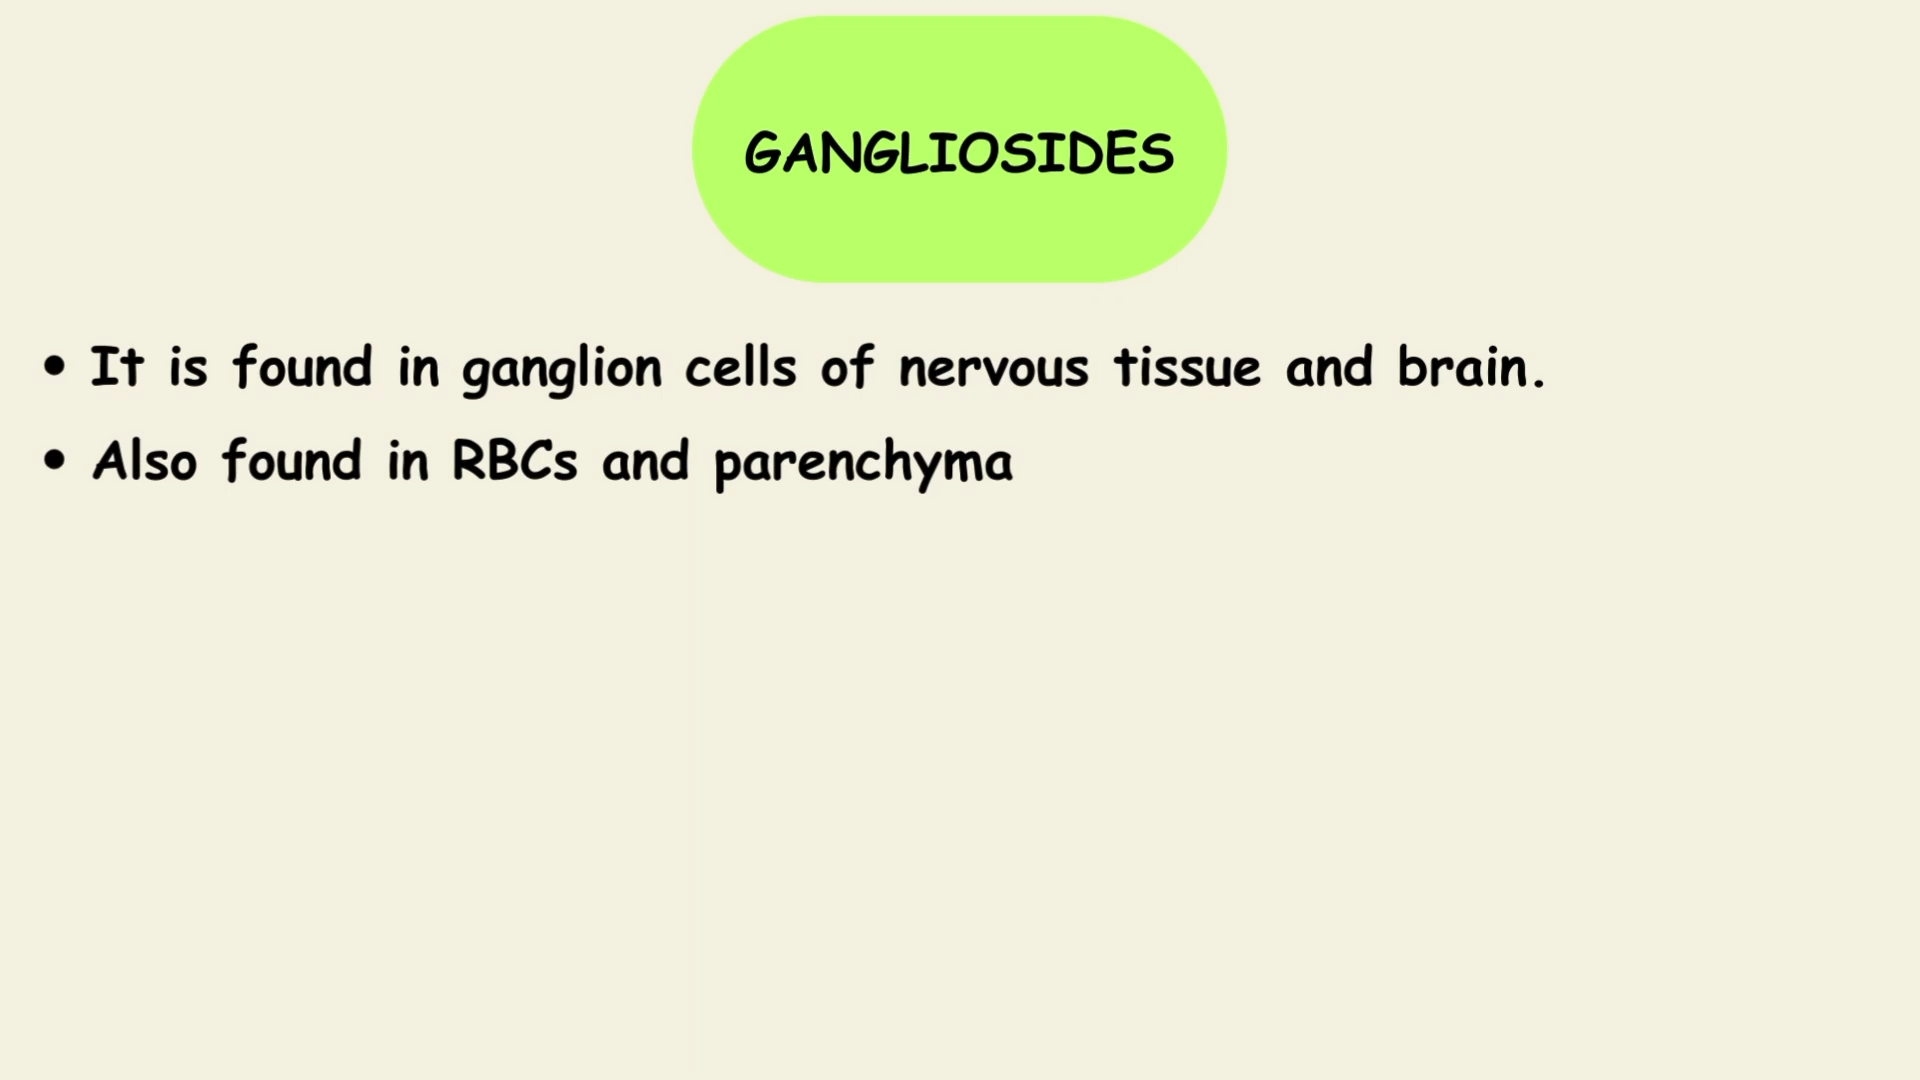 GANGLIOSIDES
• It is found in ganglion cells of nervous tissue and brain.
• Also found in RBCs and parenchyma